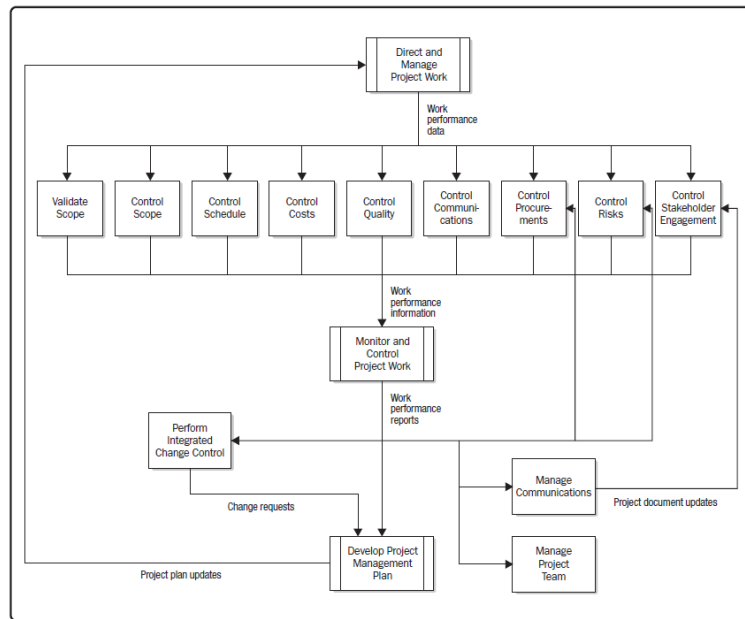 Direct and
Manage
Project Work
Work
performance
data
Validate
Scope
Control
Scope
Control
Schedule
Control
Costs
Control
Quality
Control
Communi-
cations
Control
Procure-
ments
Control
Risks
Control
Stakeholder
Engagement
Work
performance
information
Monitor and
Control
Project Work
Work
performance
reports
Perform
Integrated
Change Control
Manage
Communications
Project document updates
Change requests
Develop Project
Management
Plan
Project plan updates
Manage
Project
Team